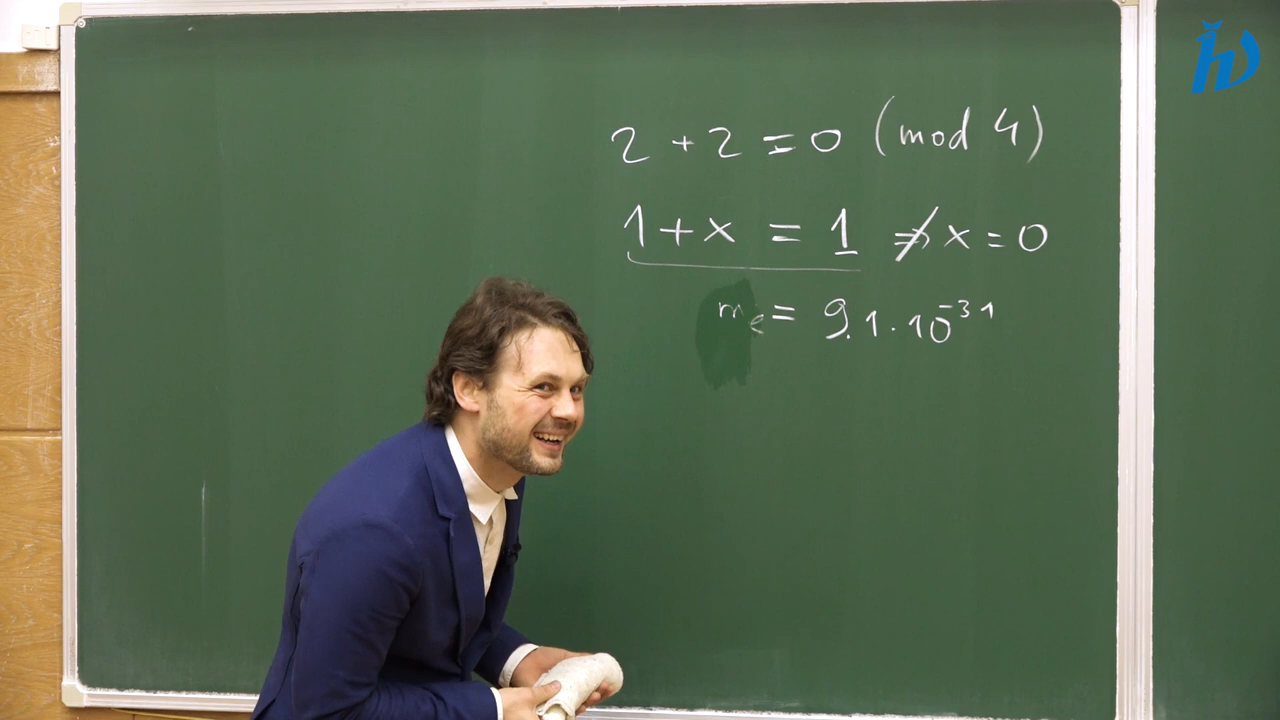 2 + 2 = 0 (mod 4)
1 + x = 1 ⇏ x = 0
mₑ = 9.1 · 10⁻³¹